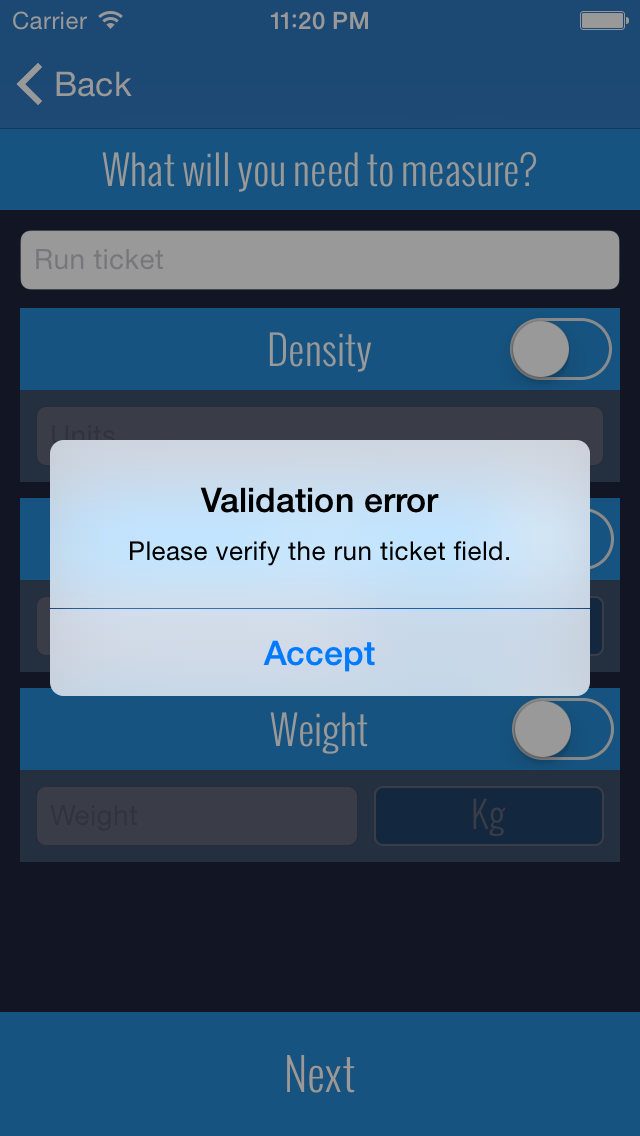 Carrier 11:20 PM
Back
What will you need to measure?
Run ticket
Density
Units
Validation error
Please verify the run ticket field.
Accept
Weight
Weight Kg
Next